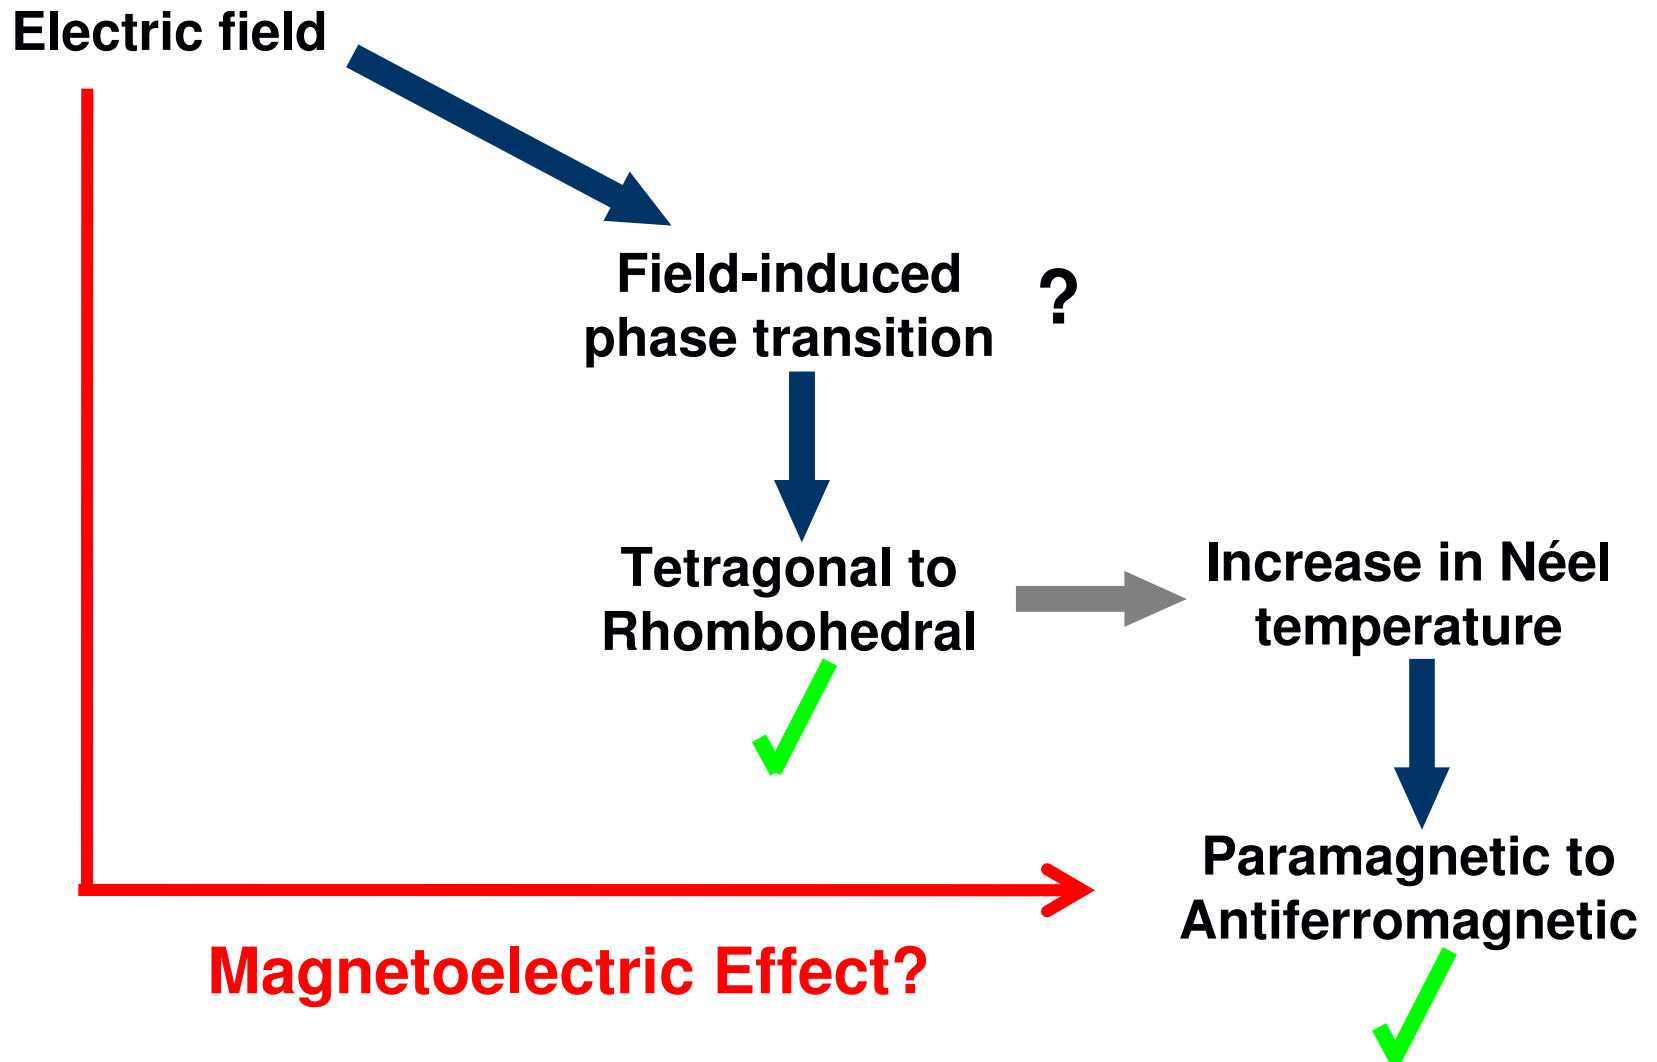 Electric field
Field-induced
phase transition
?
Tetragonal to
Rhombohedral
Increase in Néel
temperature
Paramagnetic to
Antiferromagnetic
Magnetoelectric Effect?